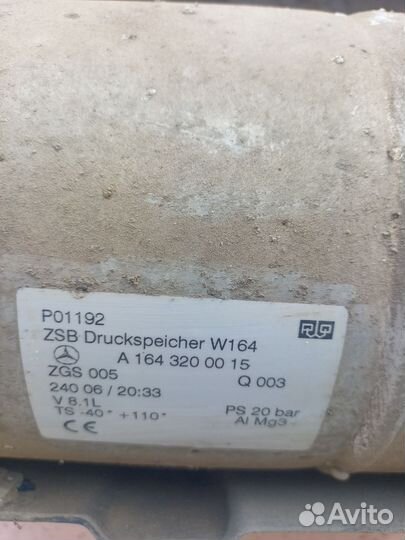 P01192
ZSB Druckspeicher W164
A 164 320 00 15
ZGS 005 Q 003
240 06 / 20:33
V 8.1L PS 20 bar
TS -40° +110° Al Mg3
CE
Avito